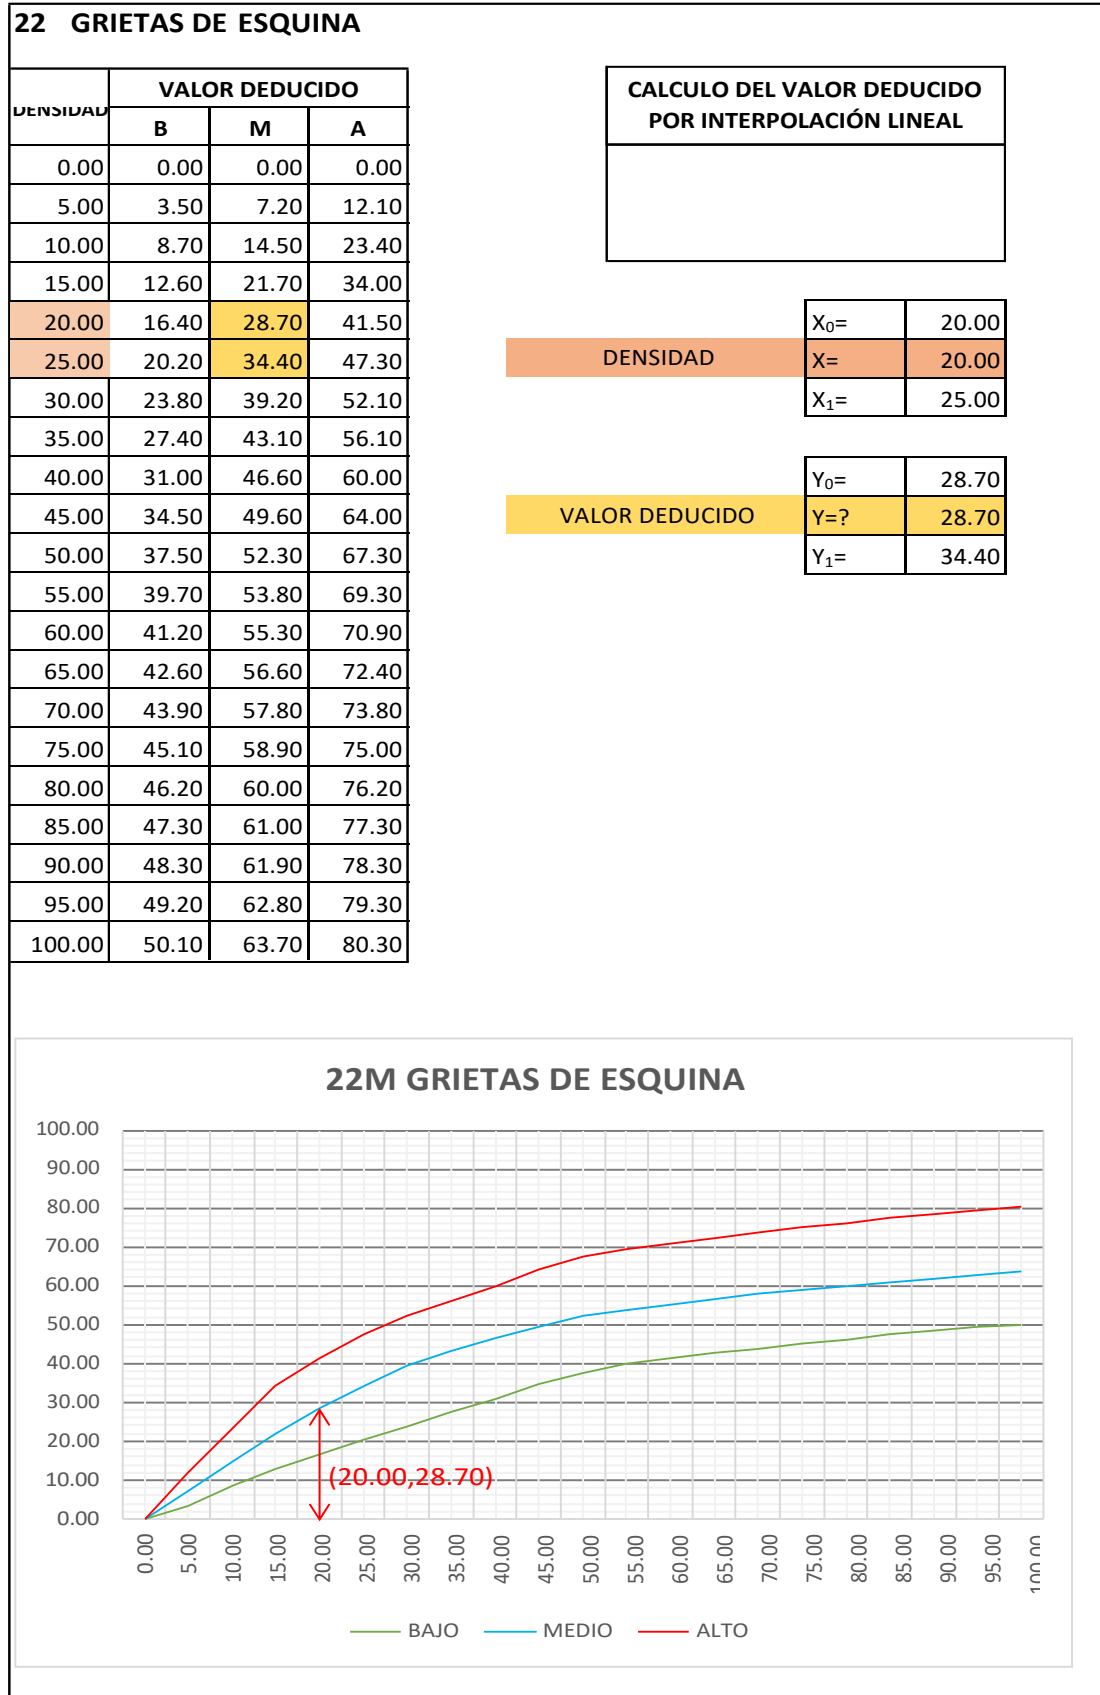 22 GRIETAS DE ESQUINA
DENSIDAD VALOR DEDUCIDO
B M A
0.00 0.00 0.00 0.00
5.00 3.50 7.20 12.10
10.00 8.70 14.50 23.40
15.00 12.60 21.70 34.00
20.00 16.40 28.70 41.50
25.00 20.20 34.40 47.30
30.00 23.80 39.20 52.10
35.00 27.40 43.10 56.10
40.00 31.00 46.60 60.00
45.00 34.50 49.60 64.00
50.00 37.50 52.30 67.30
55.00 39.70 53.80 69.30
60.00 41.20 55.30 70.90
65.00 42.60 56.60 72.40
70.00 43.90 57.80 73.80
75.00 45.10 58.90 75.00
80.00 46.20 60.00 76.20
85.00 47.30 61.00 77.30
90.00 48.30 61.90 78.30
95.00 49.20 62.80 79.30
100.00 50.10 63.70 80.30
CALCULO DEL VALOR DEDUCIDO
POR INTERPOLACIÓN LINEAL
X₀= 20.00
DENSIDAD X= 20.00
X₁= 25.00
Y₀= 28.70
VALOR DEDUCIDO Y=? 28.70
Y₁= 34.40
22M GRIETAS DE ESQUINA
100.00
90.00
80.00
70.00
60.00
50.00
40.00
30.00
20.00
10.00
0.00
(20.00,28.70)
0.00 5.00 10.00 15.00 20.00 25.00 30.00 35.00 40.00 45.00 50.00 55.00 60.00 65.00 70.00 75.00 80.00 85.00 90.00 95.00 100.00
BAJO MEDIO ALTO